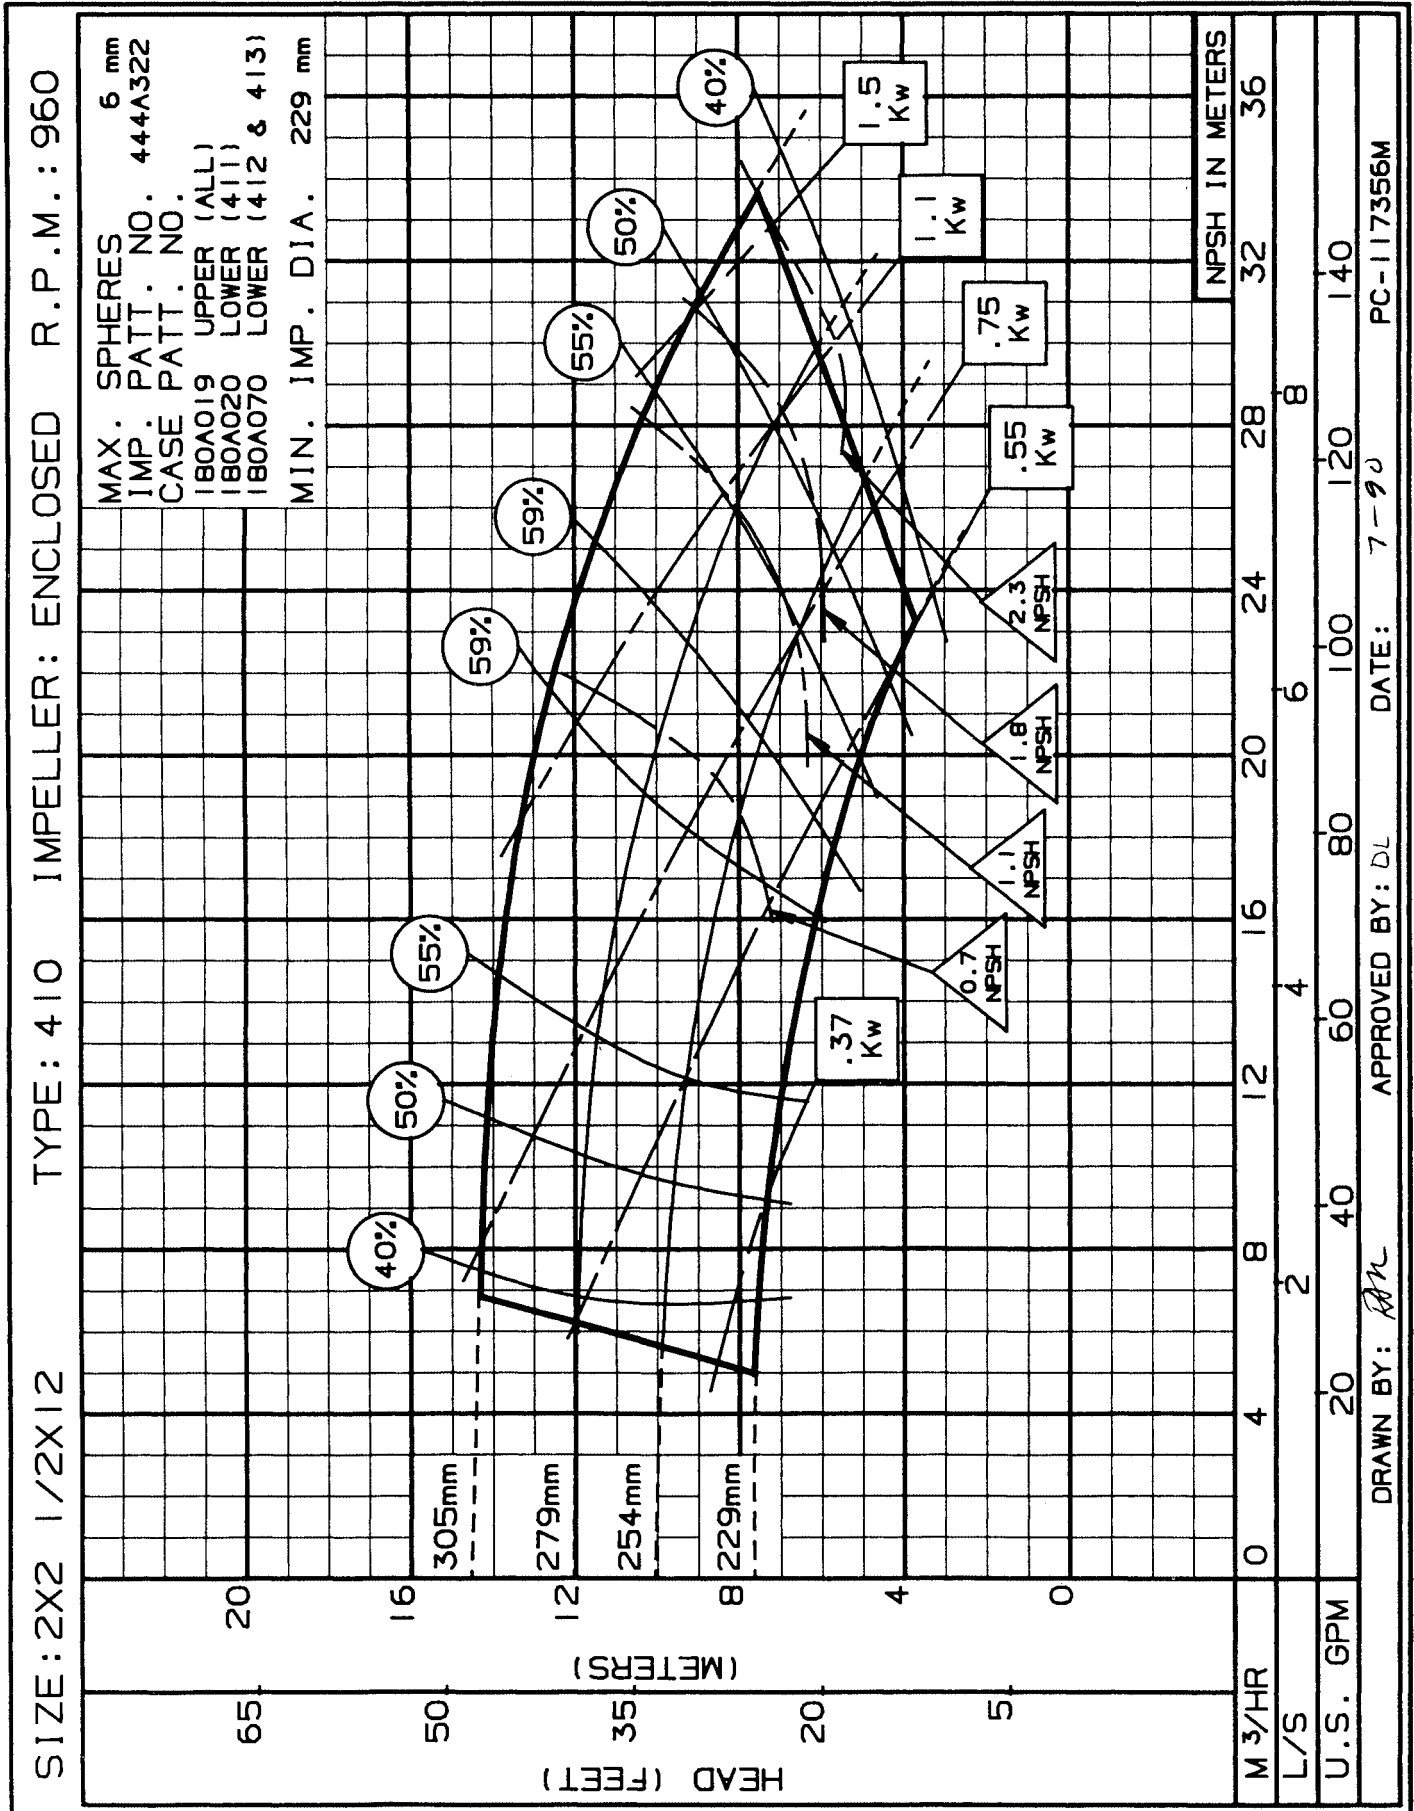 SIZE: 2X2 1/2X12 TYPE: 410 IMPELLER: ENCLOSED R.P.M.: 960
MAX. SPHERES 6 mm
IMP. PATT. NO. 444A322
CASE PATT. NO.
180A019 UPPER (ALL)
180A020 LOWER (411)
180A070 LOWER (412 & 413)
MIN. IMP. DIA. 229 mm
HEAD (FEET)
65
50
35
20
5
(METERS)
20
16
12
8
4
0
305mm
279mm
254mm
229mm
40%
50%
55%
59%
59%
55%
50%
40%
.37 Kw
.55 Kw
.75 Kw
1.1 Kw
1.5 Kw
0.7 NPSH
1.1 NPSH
1.8 NPSH
2.3 NPSH
NPSH IN METERS
M³/HR 0 4 8 12 16 20 24 28 32 36
L/S 2 4 6 8
U.S. GPM 20 40 60 80 100 120 140
DRAWN BY: APPROVED BY: DL DATE: 7-90 PC-117356M